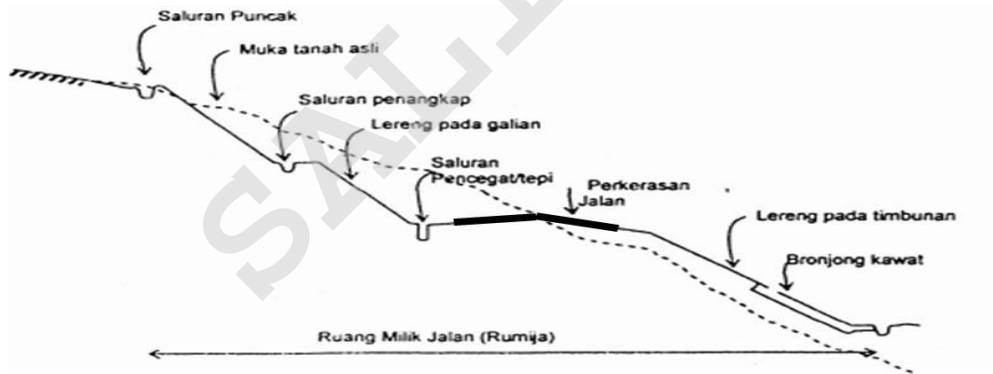 Saluran Puncak
Muka tanah asli
Saluran penangkap
Lereng pada galian
Saluran
Pencegat/tepi
Perkerasan
Jalan
Lereng pada timbunan
Bronjong kawat
Ruang Milik Jalan (Rumija)